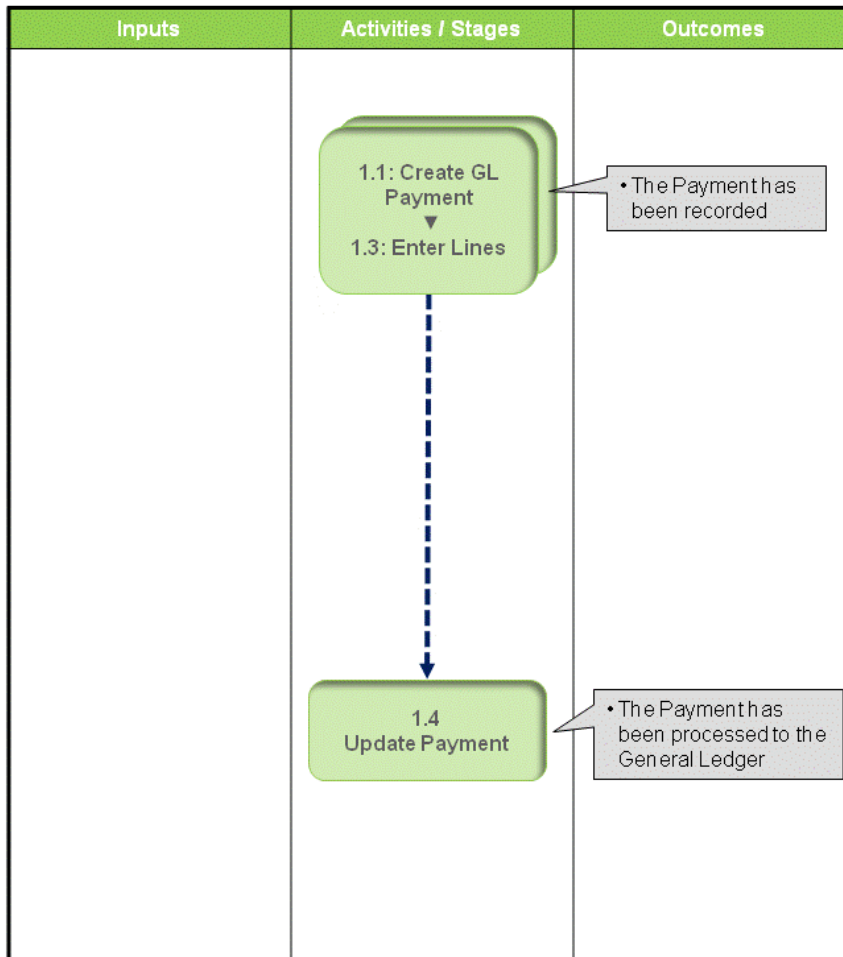 Inputs
Activities / Stages
Outcomes
1.1: Create GL
Payment
▼
1.3: Enter Lines
• The Payment has
been recorded
1.4
Update Payment
• The Payment has
been processed to the
General Ledger